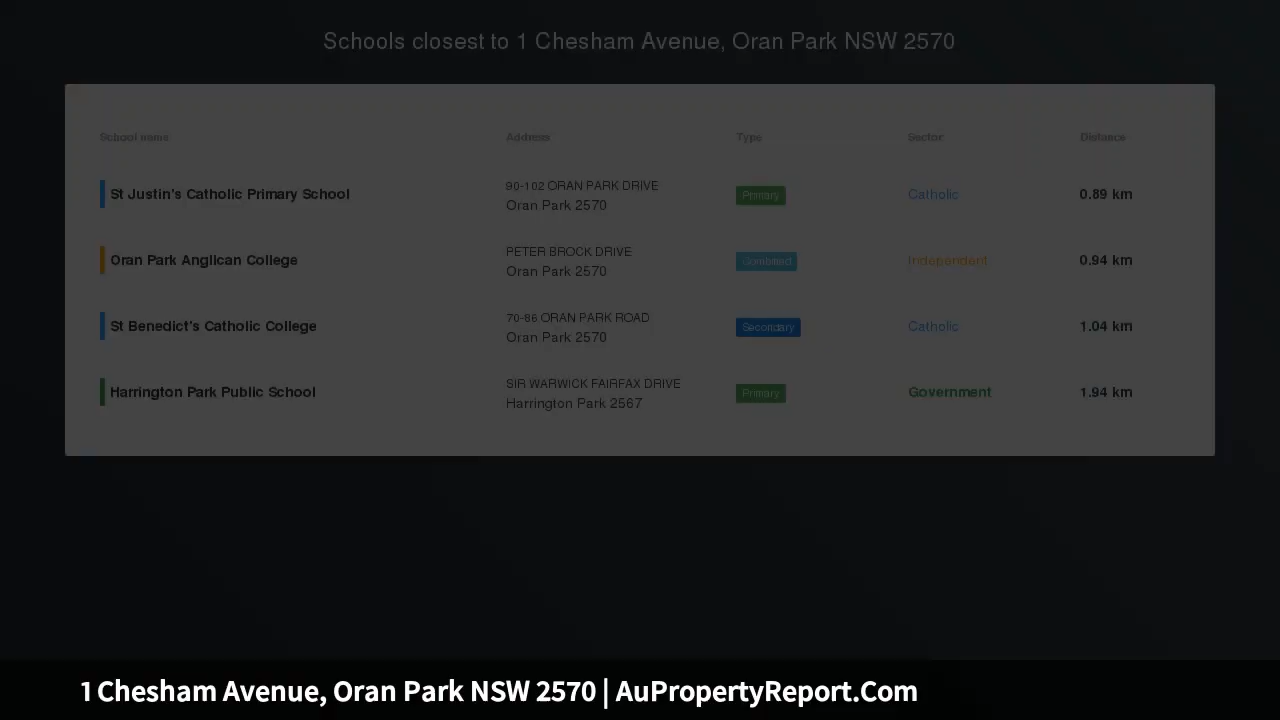 Schools closest to 1 Chesham Avenue, Oran Park NSW 2570
School name Address Type Sector Distance
St Justin's Catholic Primary School 90-102 ORAN PARK DRIVE Primary Catholic 0.89 km
Oran Park 2570
Oran Park Anglican College PETER BROCK DRIVE Combined Independent 0.94 km
Oran Park 2570
St Benedict's Catholic College 70-86 ORAN PARK ROAD Secondary Catholic 1.04 km
Oran Park 2570
Harrington Park Public School SIR WARWICK FAIRFAX DRIVE Primary Government 1.94 km
Harrington Park 2567
1 Chesham Avenue, Oran Park NSW 2570 | AuPropertyReport.Com